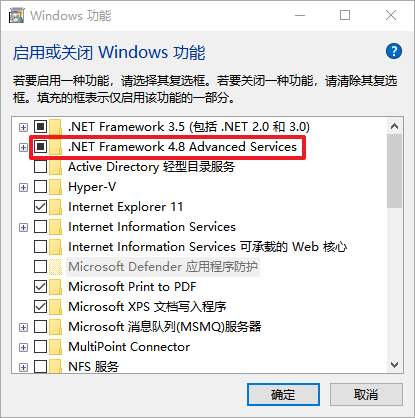 Windows 功能
启用或关闭 Windows 功能
若要启用一种功能，请选择其复选框。若要关闭一种功能，请清除其复选
框。填充的框表示仅启用该功能的一部分。
.NET Framework 3.5 (包括 .NET 2.0 和 3.0)
.NET Framework 4.8 Advanced Services
Active Directory 轻型目录服务
Hyper-V
Internet Explorer 11
Internet Information Services
Internet Information Services 可承载的 Web 核心
Microsoft Defender 应用程序防护
Microsoft Print to PDF
Microsoft XPS 文档写入程序
Microsoft 消息队列(MSMQ)服务器
MultiPoint Connector
NFS 服务
确定 取消